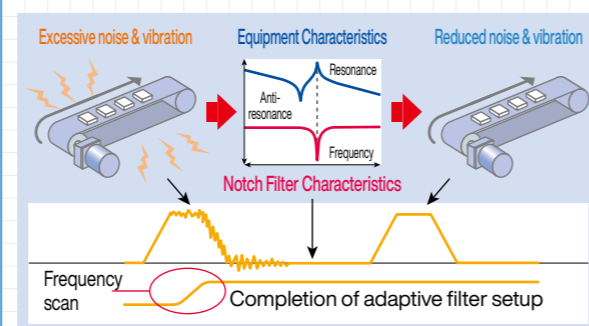 Excessive noise & vibration
Equipment Characteristics
Reduced noise & vibration
Resonance
Anti-
resonance
Frequency
Notch Filter Characteristics
Frequency
scan
Completion of adaptive filter setup